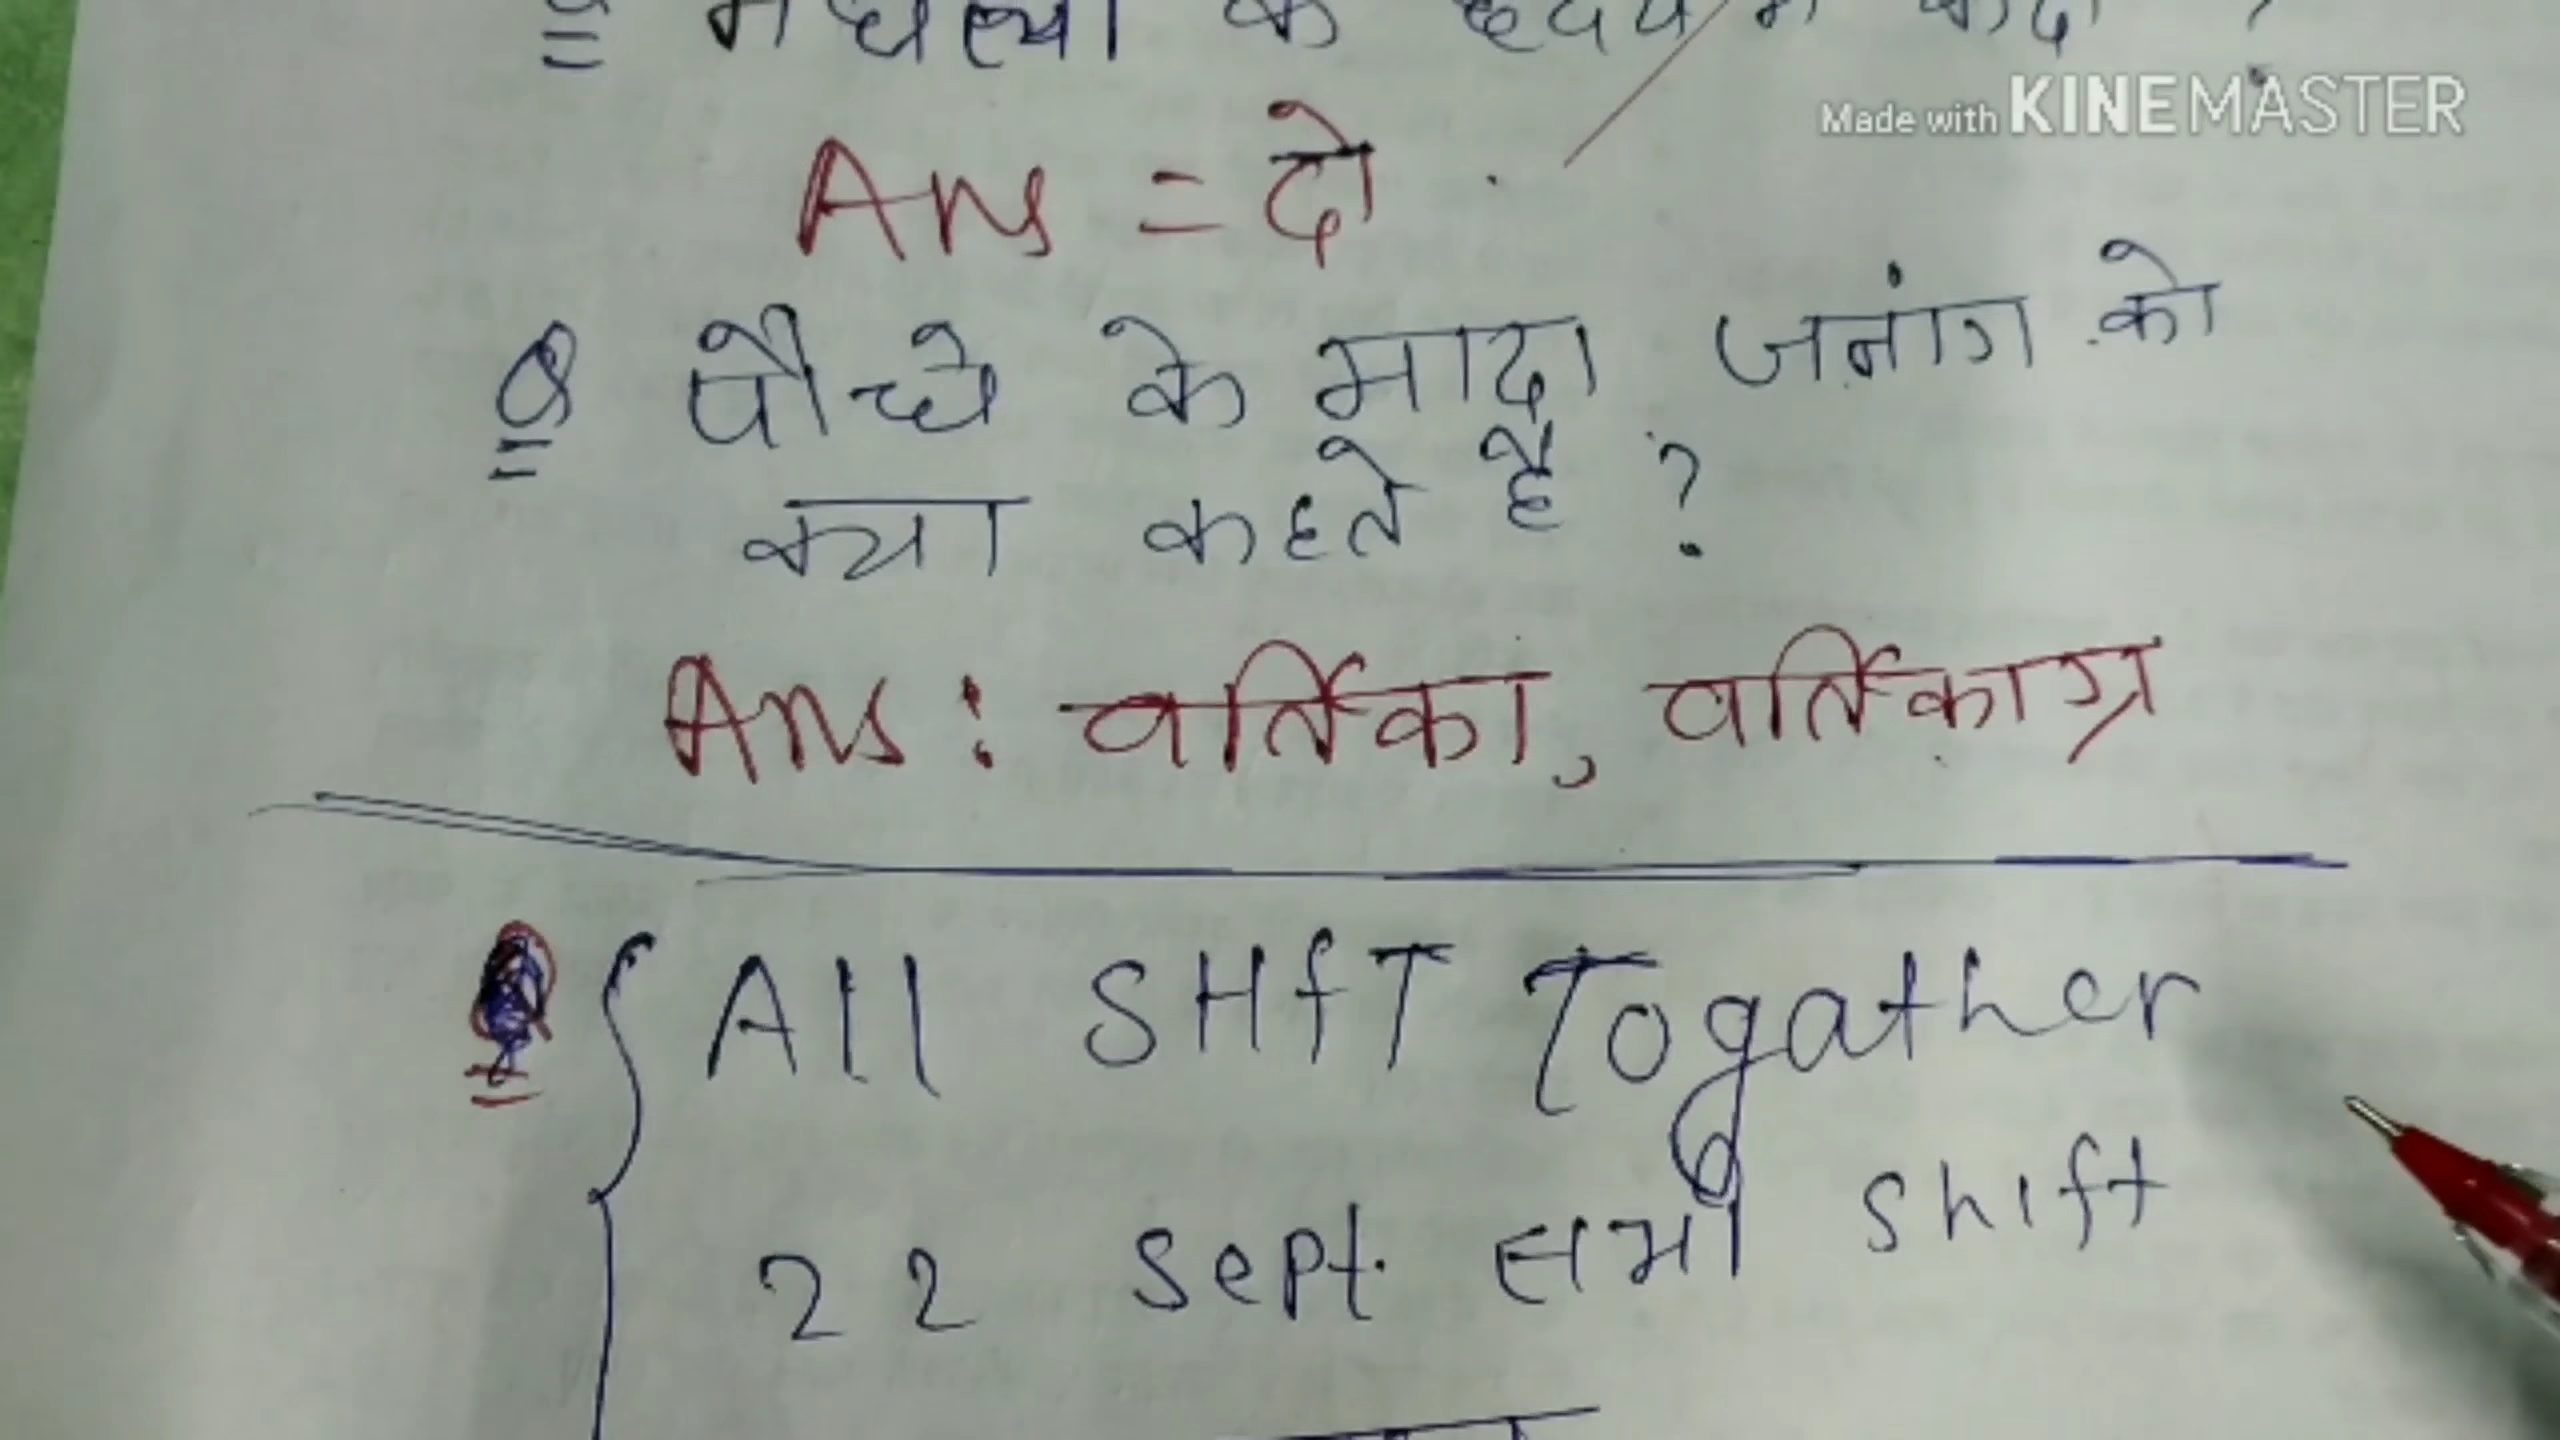 Made with KINEMASTER
Ans = दो
Q पौधे के मादा जनांग को
क्या कहते है ?
Ans : वर्तिका, वर्तिकाग्र
All SHfT Togather
22 Sept. सभी Shift